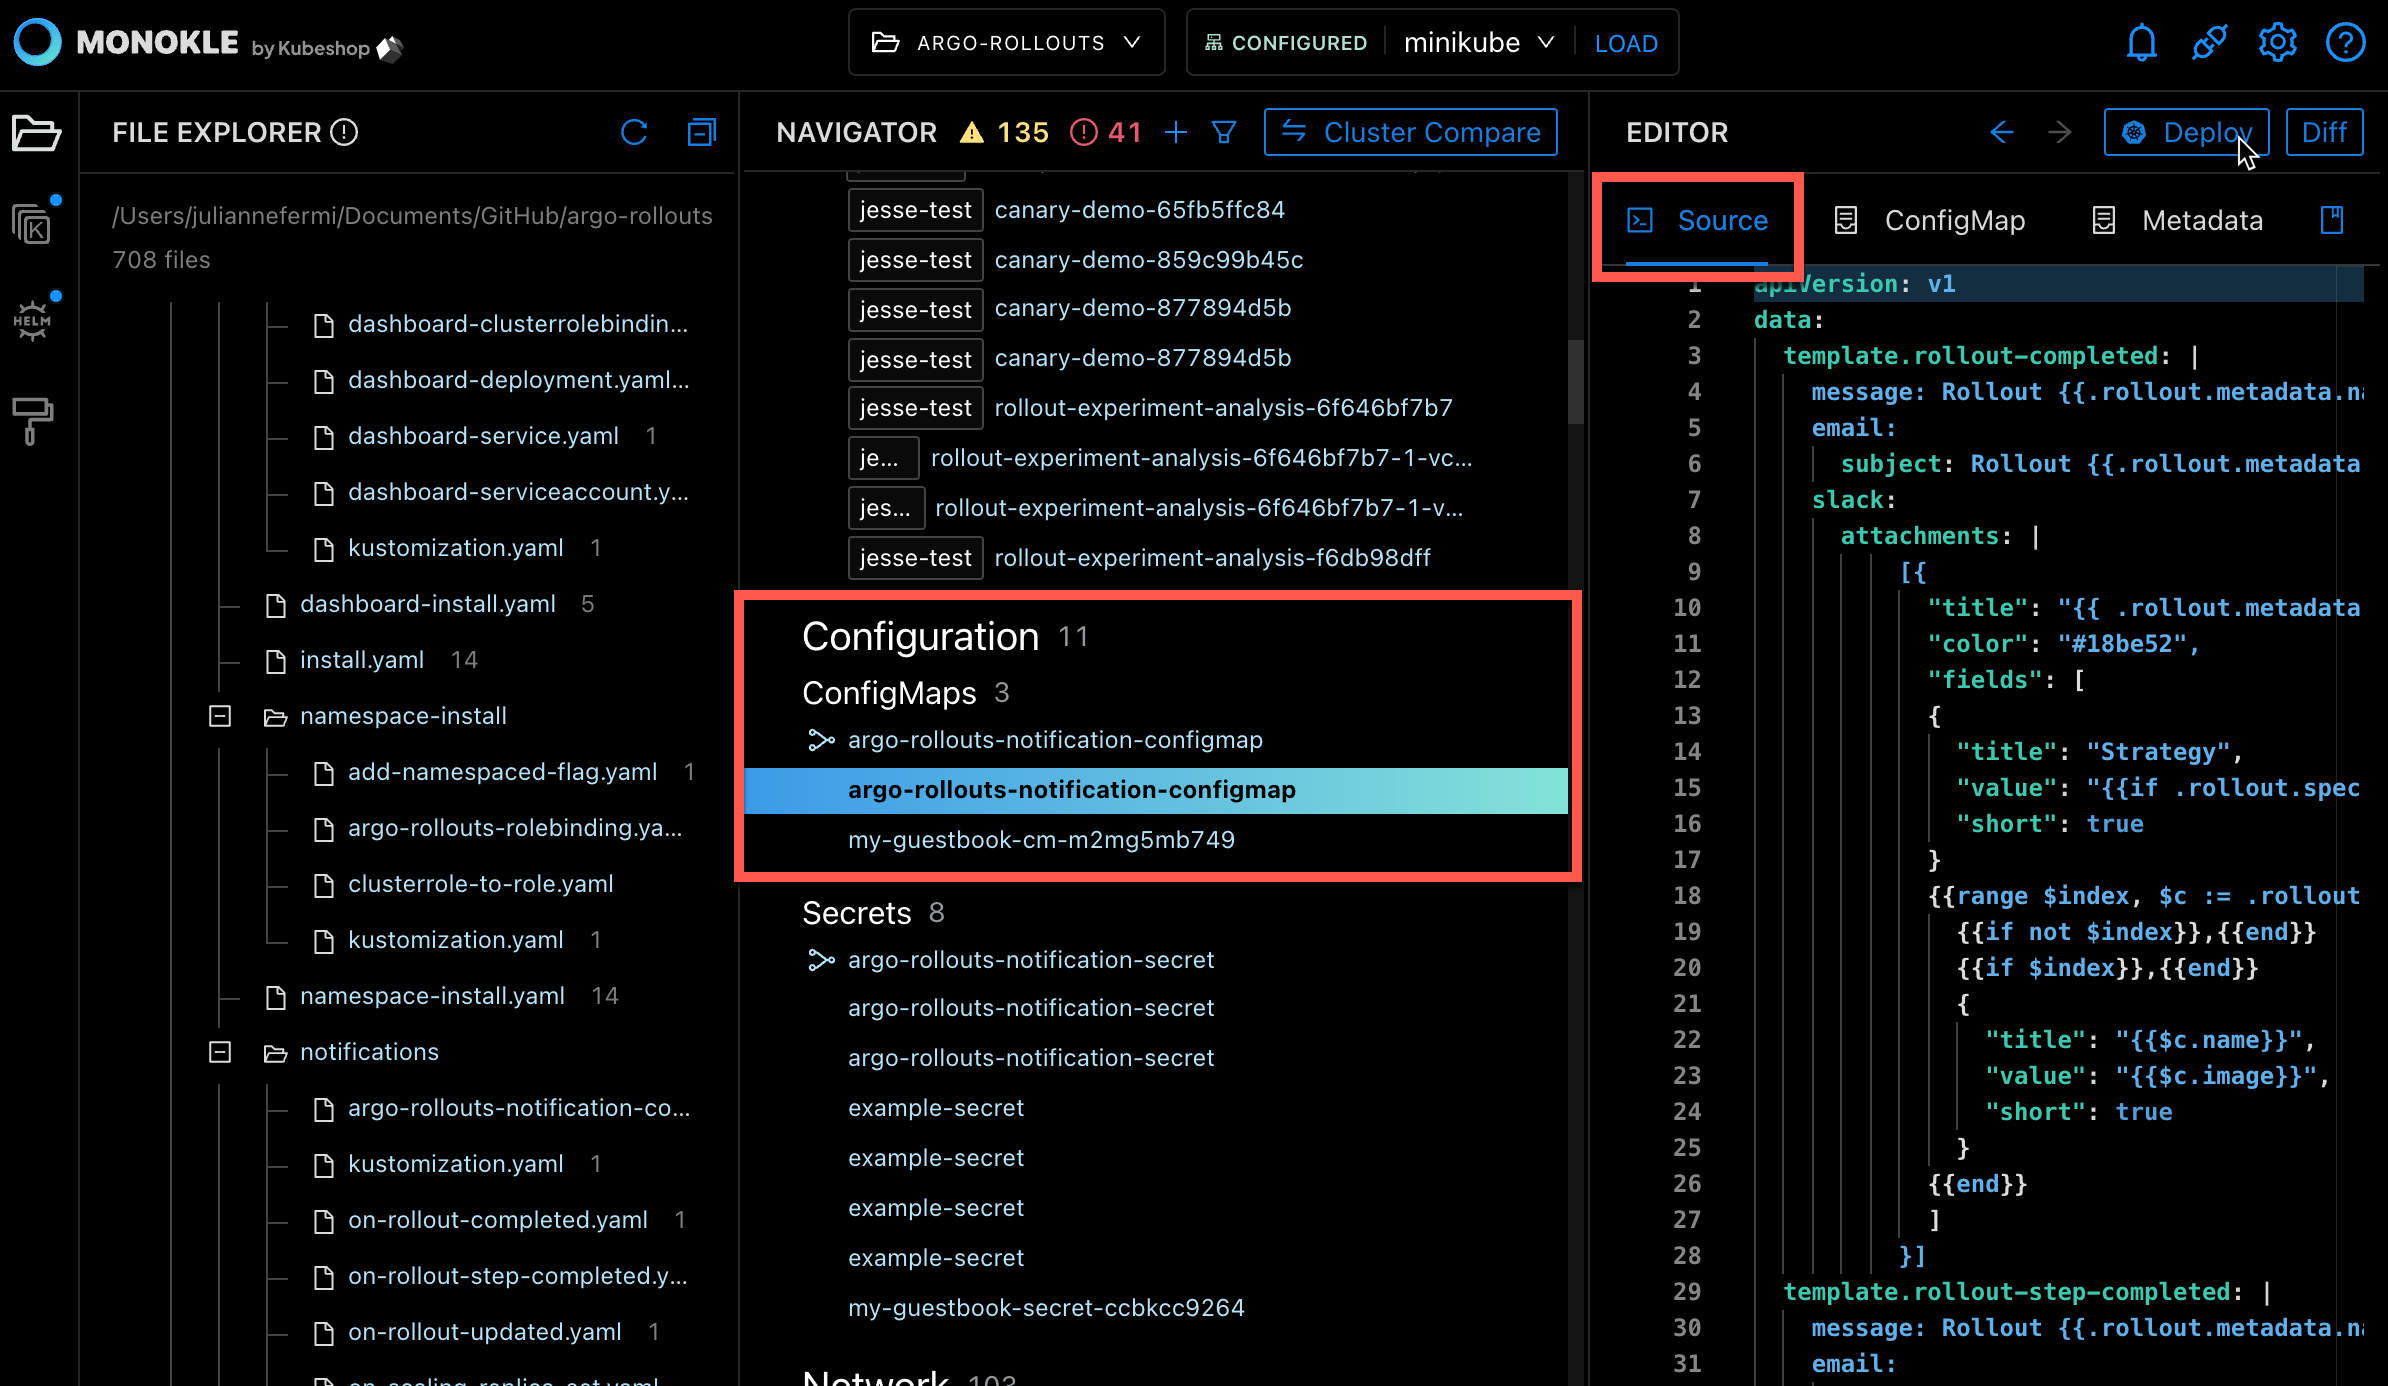 MONOKLE by Kubeshop
ARGO-ROLLOUTS
CONFIGURED minikube LOAD
FILE EXPLORER
/Users/juliannefermi/Documents/GitHub/argo-rollouts
708 files
dashboard-clusterrolebindin...
dashboard-deployment.yaml...
dashboard-service.yaml 1
dashboard-serviceaccount.y...
kustomization.yaml 1
dashboard-install.yaml 5
install.yaml 14
namespace-install
add-namespaced-flag.yaml 1
argo-rollouts-rolebinding.ya...
clusterrole-to-role.yaml
kustomization.yaml 1
namespace-install.yaml 14
notifications
argo-rollouts-notification-co...
kustomization.yaml 1
on-rollout-completed.yaml 1
on-rollout-step-completed.y...
on-rollout-updated.yaml 1
K
HELM
NAVIGATOR 135 41 Cluster Compare
jesse-test canary-demo-65fb5ffc84
jesse-test canary-demo-859c99b45c
jesse-test canary-demo-877894d5b
jesse-test canary-demo-877894d5b
jesse-test rollout-experiment-analysis-6f646bf7b7
je... rollout-experiment-analysis-6f646bf7b7-1-vc...
jes... rollout-experiment-analysis-6f646bf7b7-1-v...
jesse-test rollout-experiment-analysis-f6db98dff
Configuration 11
ConfigMaps 3
argo-rollouts-notification-configmap
argo-rollouts-notification-configmap
my-guestbook-cm-m2mg5mb749
Secrets 8
argo-rollouts-notification-secret
argo-rollouts-notification-secret
argo-rollouts-notification-secret
example-secret
example-secret
example-secret
example-secret
my-guestbook-secret-ccbkcc9264
Network 103
EDITOR Deploy Diff
Source ConfigMap Metadata
1 apiVersion: v1
2 data:
3 template.rollout-completed: |
4 message: Rollout {{.rollout.metadata.na
5 email:
6 subject: Rollout {{.rollout.metadata
7 slack:
8 attachments: |
9 [{
10 "title": "{{ .rollout.metadata
11 "color": "#18be52",
12 "fields": [
13 {
14 "title": "Strategy",
15 "value": "{{if .rollout.spec
16 "short": true
17 }
18 {{range $index, $c := .rollout
19 {{if not $index}},{{end}}
20 {{if $index}},{{end}}
21 {
22 "title": "{{$c.name}}",
23 "value": "{{$c.image}}",
24 "short": true
25 }
26 {{end}}
27 ]
28 }]
29 template.rollout-step-completed: |
30 message: Rollout {{.rollout.metadata.na
31 email: